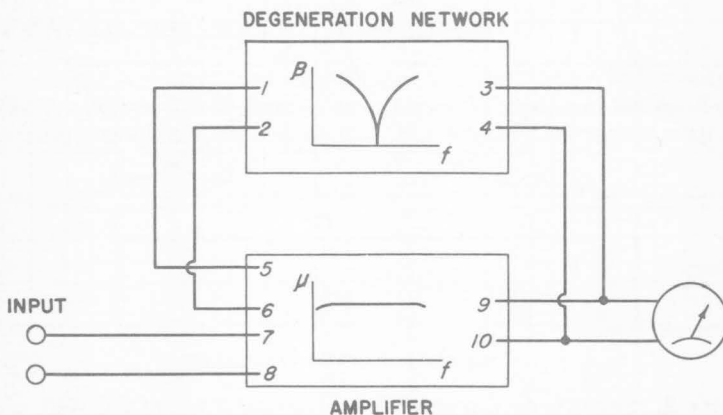 DEGENERATION NETWORK
β
1
2
3
4
f
INPUT
μ
5
6
7
8
9
10
f
AMPLIFIER